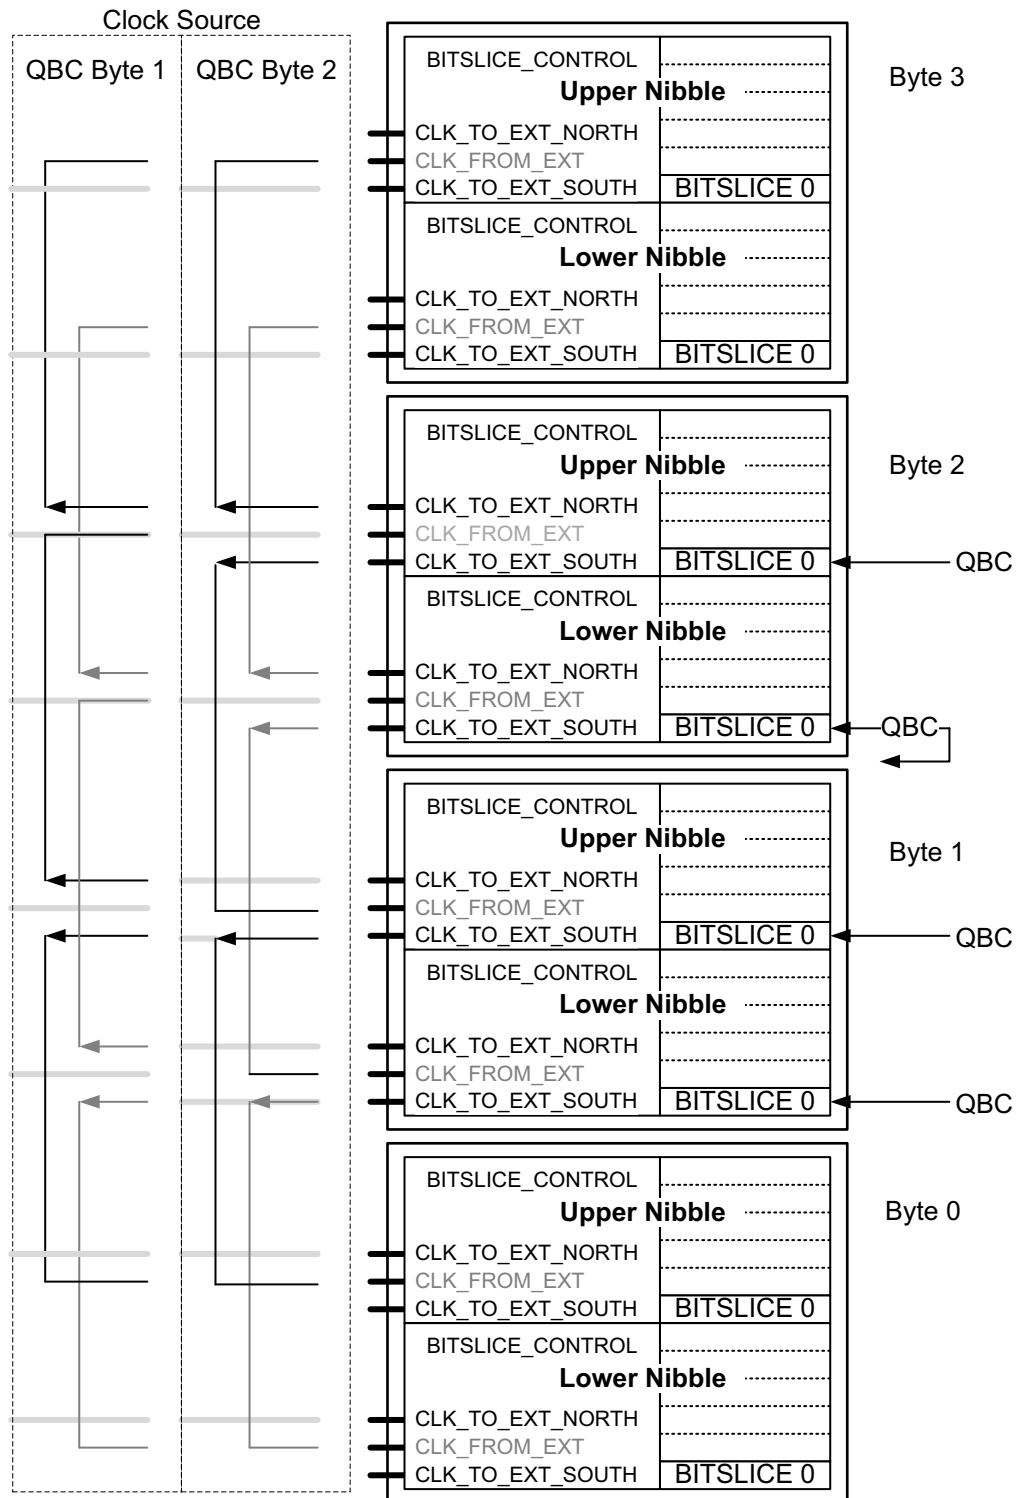 Clock Source
QBC Byte 1
QBC Byte 2
BITSLICE_CONTROL
Upper Nibble
Byte 3
CLK_TO_EXT_NORTH
CLK_FROM_EXT
CLK_TO_EXT_SOUTH
BITSLICE 0
BITSLICE_CONTROL
Lower Nibble
CLK_TO_EXT_NORTH
CLK_FROM_EXT
CLK_TO_EXT_SOUTH
BITSLICE 0
BITSLICE_CONTROL
Upper Nibble
Byte 2
CLK_TO_EXT_NORTH
CLK_FROM_EXT
CLK_TO_EXT_SOUTH
BITSLICE 0
QBC
BITSLICE_CONTROL
Lower Nibble
CLK_TO_EXT_NORTH
CLK_FROM_EXT
CLK_TO_EXT_SOUTH
BITSLICE 0
QBC
BITSLICE_CONTROL
Upper Nibble
Byte 1
CLK_TO_EXT_NORTH
CLK_FROM_EXT
CLK_TO_EXT_SOUTH
BITSLICE 0
QBC
BITSLICE_CONTROL
Lower Nibble
CLK_TO_EXT_NORTH
CLK_FROM_EXT
CLK_TO_EXT_SOUTH
BITSLICE 0
QBC
BITSLICE_CONTROL
Upper Nibble
Byte 0
CLK_TO_EXT_NORTH
CLK_FROM_EXT
CLK_TO_EXT_SOUTH
BITSLICE 0
BITSLICE_CONTROL
Lower Nibble
CLK_TO_EXT_NORTH
CLK_FROM_EXT
CLK_TO_EXT_SOUTH
BITSLICE 0